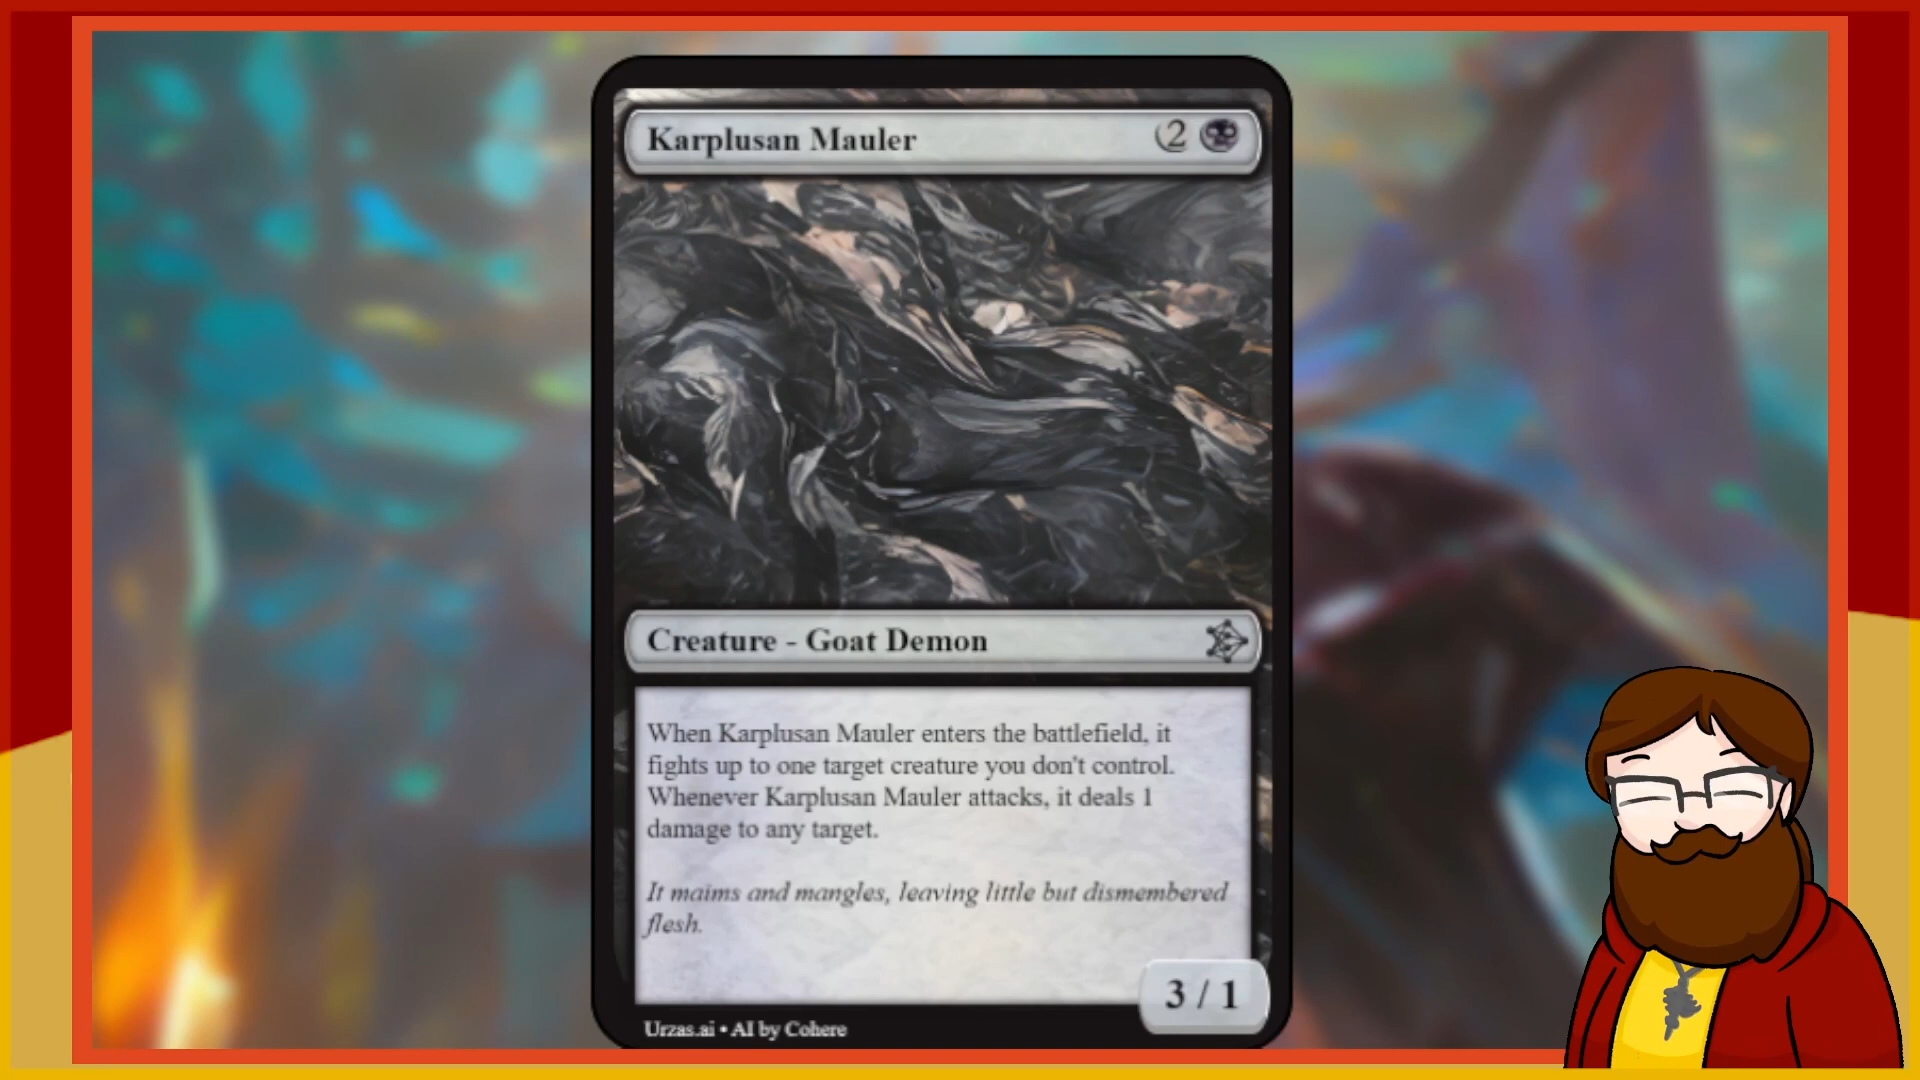 Karplusan Mauler 2
Creature - Goat Demon
When Karplusan Mauler enters the battlefield, it
fights up to one target creature you don't control.
Whenever Karplusan Mauler attacks, it deals 1
damage to any target.
It maims and mangles, leaving little but dismembered
flesh.
3 / 1
Urzas.ai • AI by Cohere